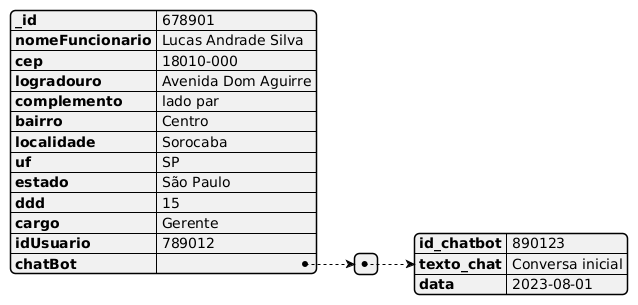 _id 678901
nomeFuncionario Lucas Andrade Silva
cep 18010-000
logradouro Avenida Dom Aguirre
complemento lado par
bairro Centro
localidade Sorocaba
uf SP
estado São Paulo
ddd 15
cargo Gerente
idUsuario 789012
chatBot
id_chatbot 890123
texto_chat Conversa inicial
data 2023-08-01